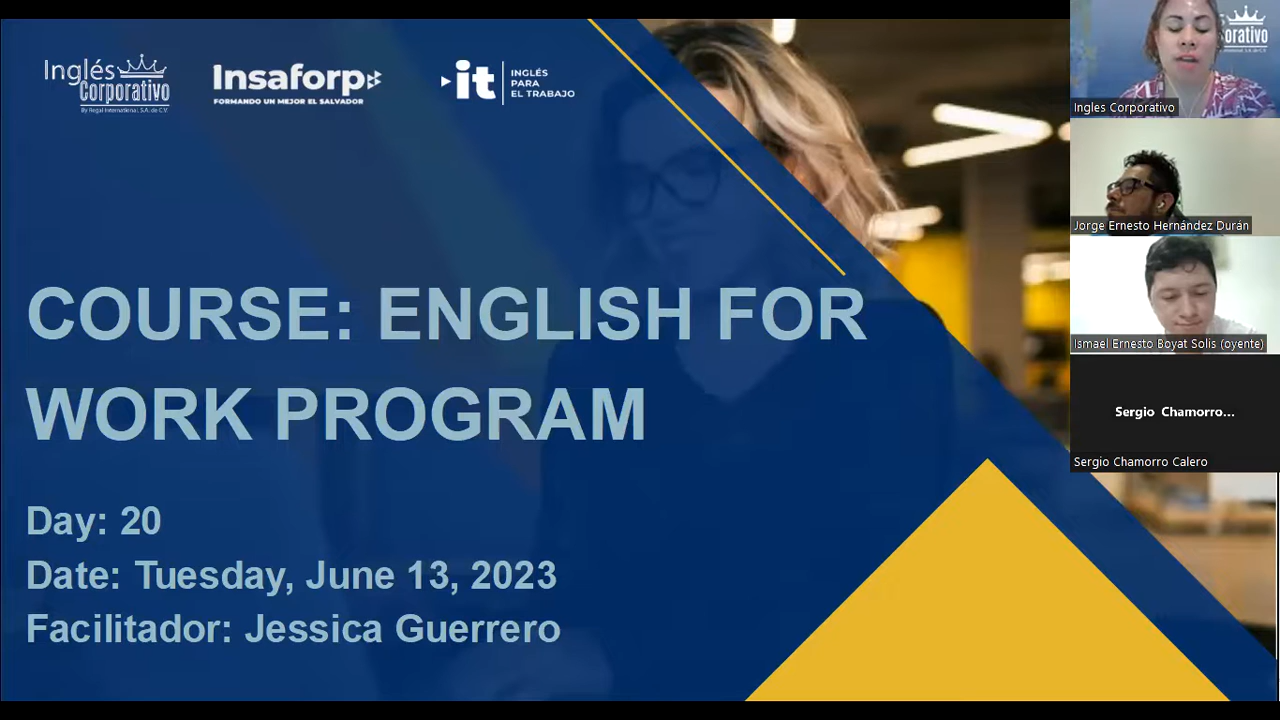 Inglés
Corporativo
By Regal International, S.A. de C.V.
Insaforp
FORMANDO UN MEJOR EL SALVADOR
it
INGLÉS
PARA
EL TRABAJO
COURSE: ENGLISH FOR
WORK PROGRAM
Day: 20
Date: Tuesday, June 13, 2023
Facilitador: Jessica Guerrero
orativo
Ingles Corporativo
Jorge Ernesto Hernández Durán
Ismael Ernesto Boyat Solis (oyente)
Sergio Chamorro...
Sergio Chamorro Calero